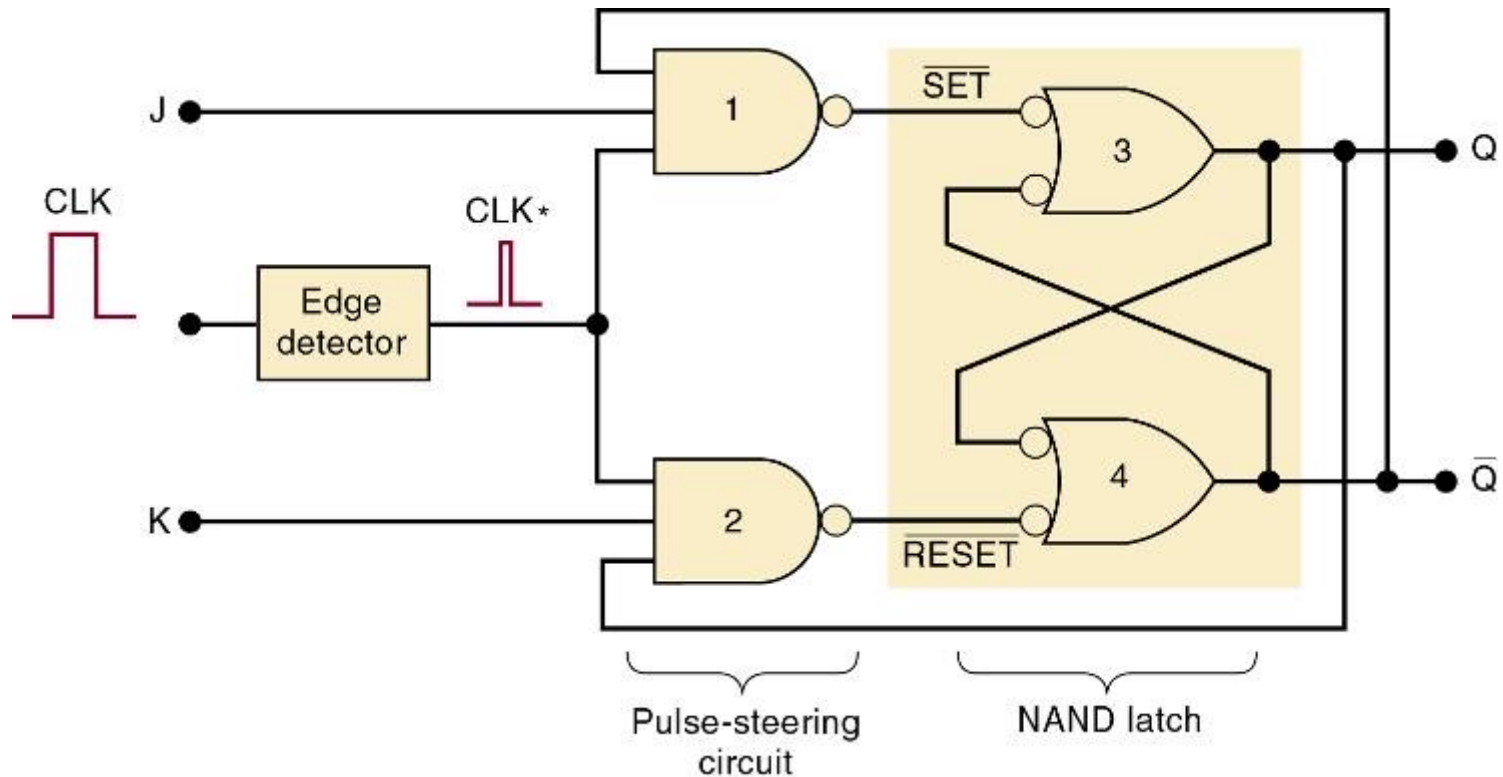 J
1
SET
3
Q
CLK
CLK*
Edge
detector
4
Q̅
K
2
RESET
Pulse-steering
circuit
NAND latch